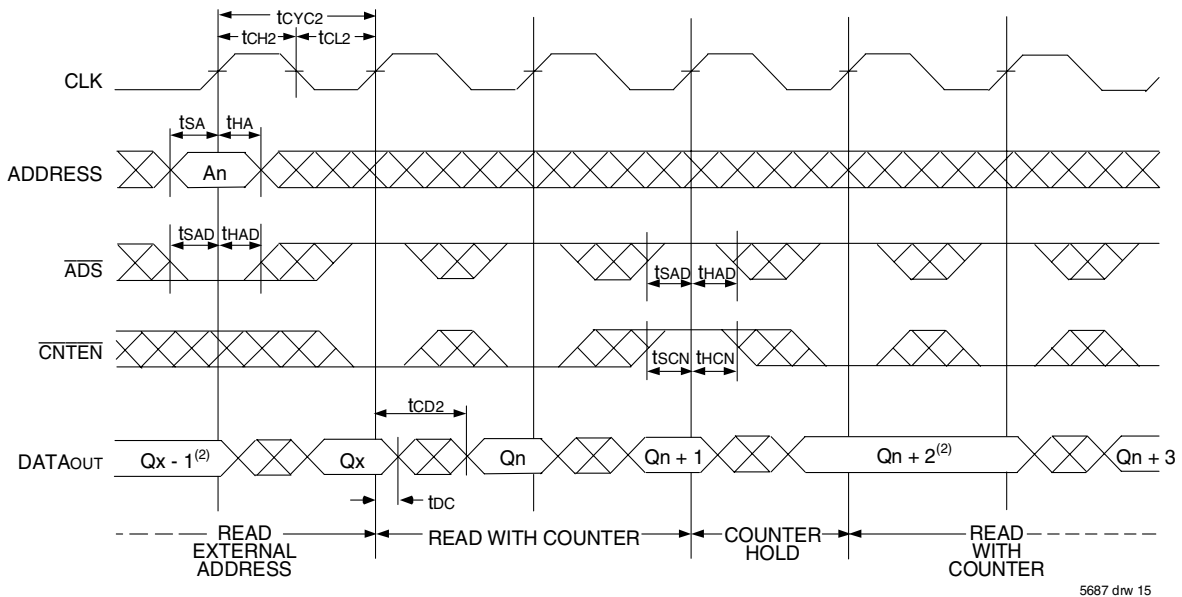 tCYC2
tCH2 tCL2
CLK
tSA tHA
ADDRESS An
tSAD tHAD
ADS
tSAD tHAD
CNTEN
tSCN tHCN
tCD2
DATAOUT Qx - 1(2) Qx Qn Qn + 1 Qn + 2(2) Qn + 3
tDC
READ EXTERNAL ADDRESS
READ WITH COUNTER
COUNTER HOLD
READ WITH COUNTER
5687 drw 15